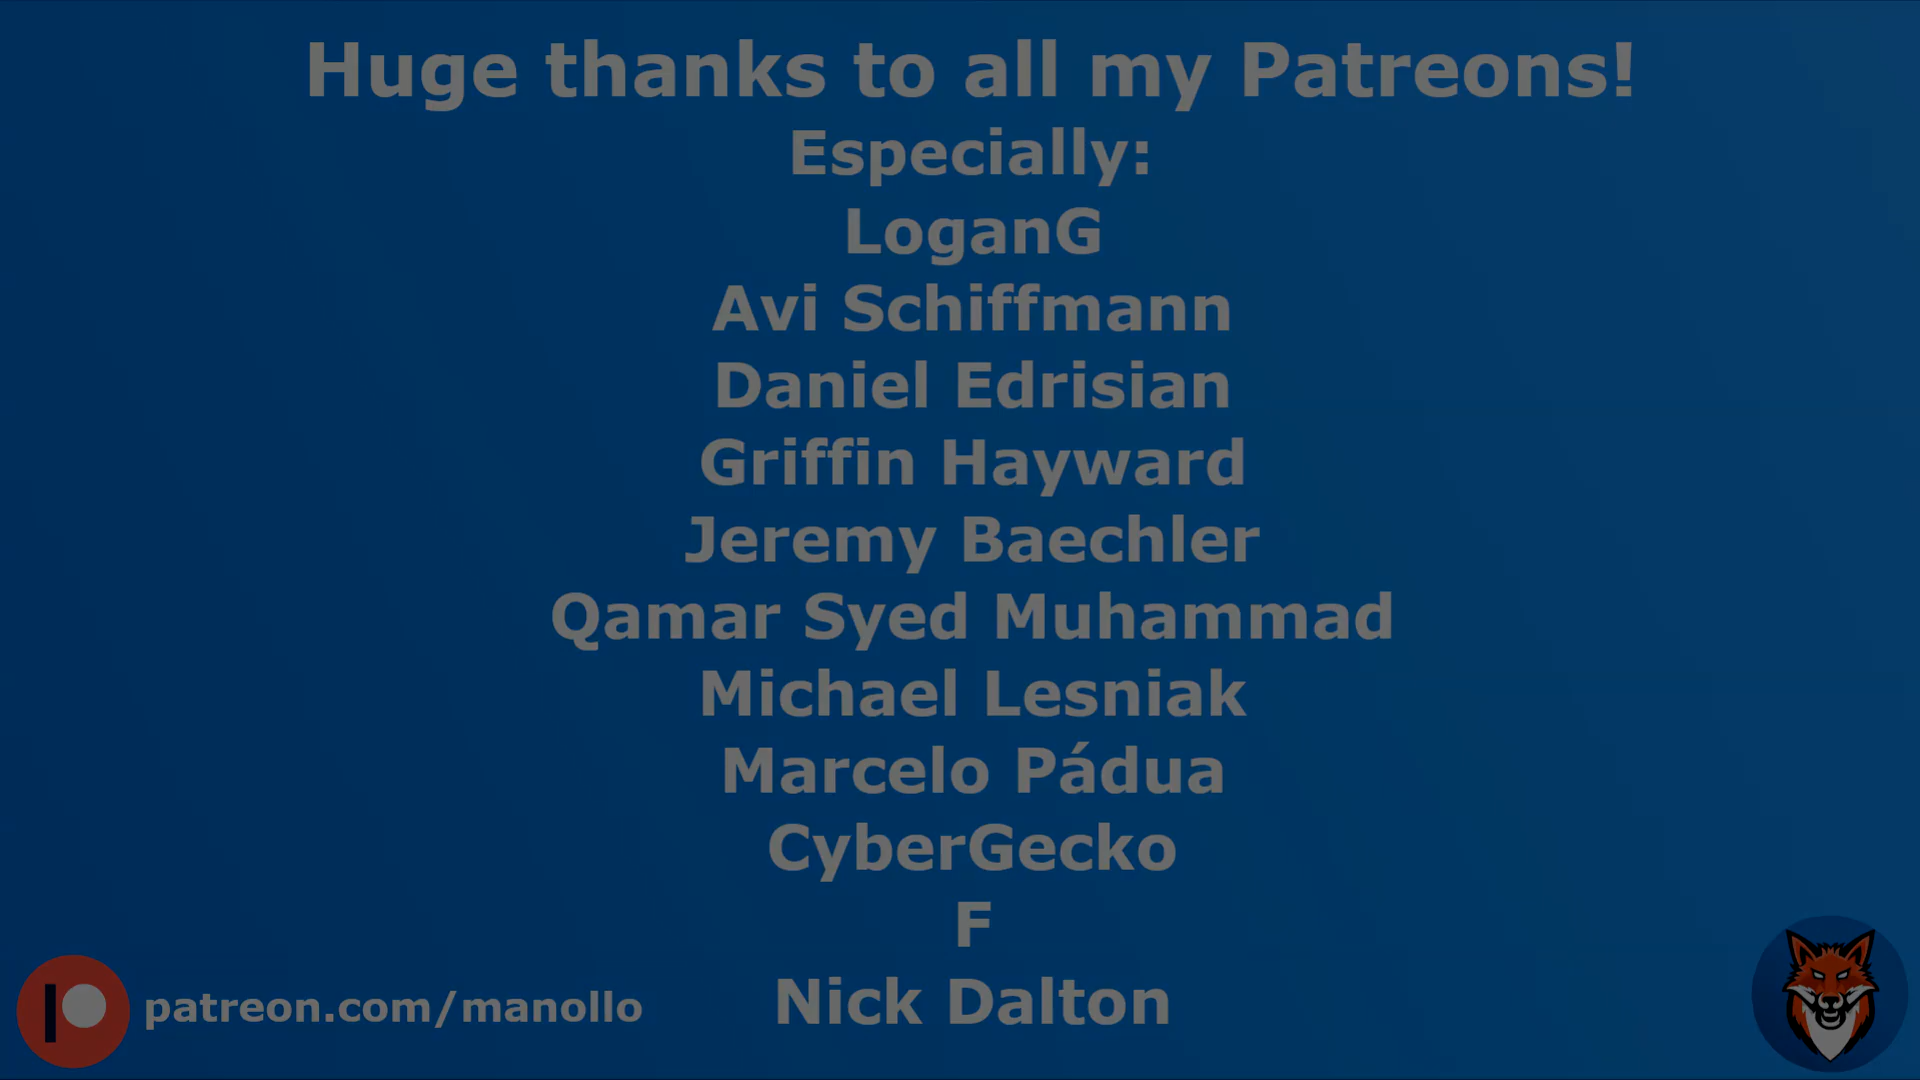 Huge thanks to all my Patreons!
Especially:
LoganG
Avi Schiffmann
Daniel Edrisian
Griffin Hayward
Jeremy Baechler
Qamar Syed Muhammad
Michael Lesniak
Marcelo Pádua
CyberGecko
F
Nick Dalton
patreon.com/manollo